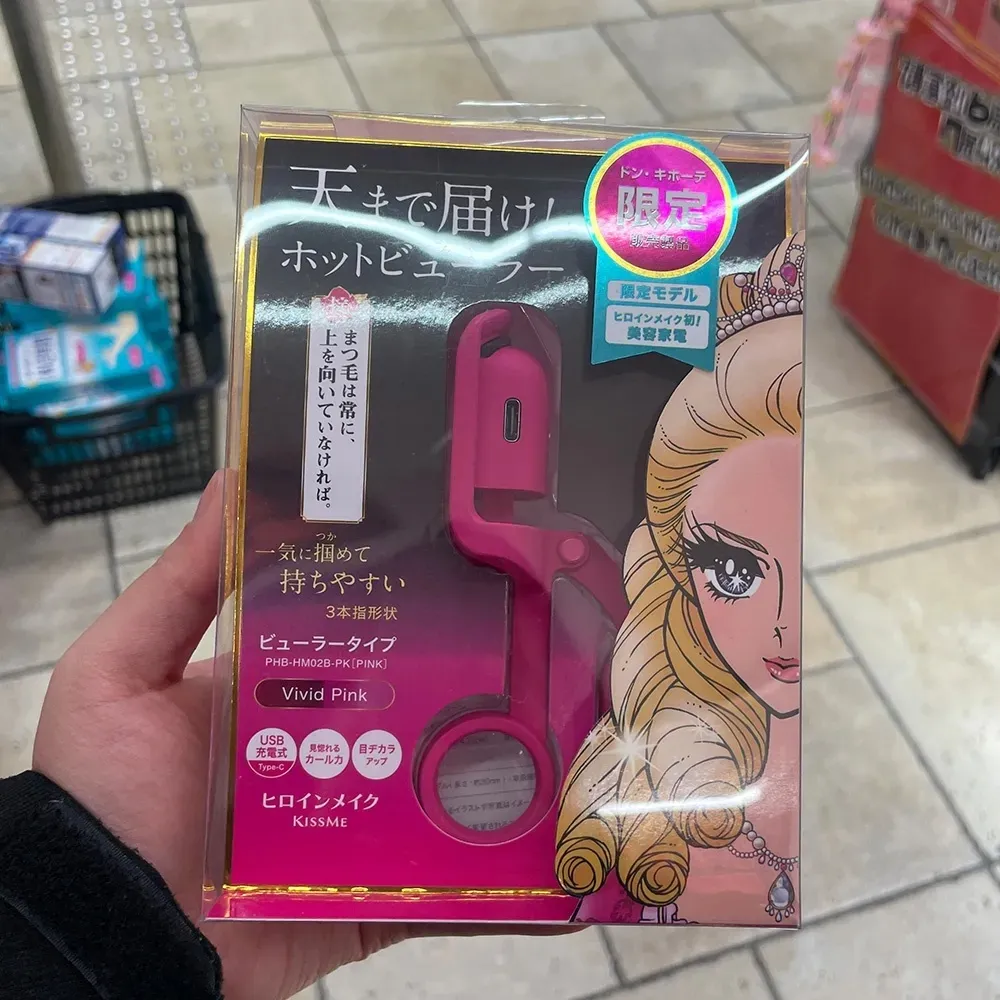 天まで届け!
ホットビューラー
ドン・キホーテ
限定
販売製品
限定モデル
ヒロインメイク初!
美容家電
まつ毛は常に、
上を向いていなければ。
つか
一気に掴めて
持ちやすい
3本指形状
ビューラータイプ
PHB-HM02B-PK[PINK]
Vivid Pink
USB
充電式
Type-C
見惚れる
カール力
目ヂカラ
アップ
ヒロインメイク
KISSME